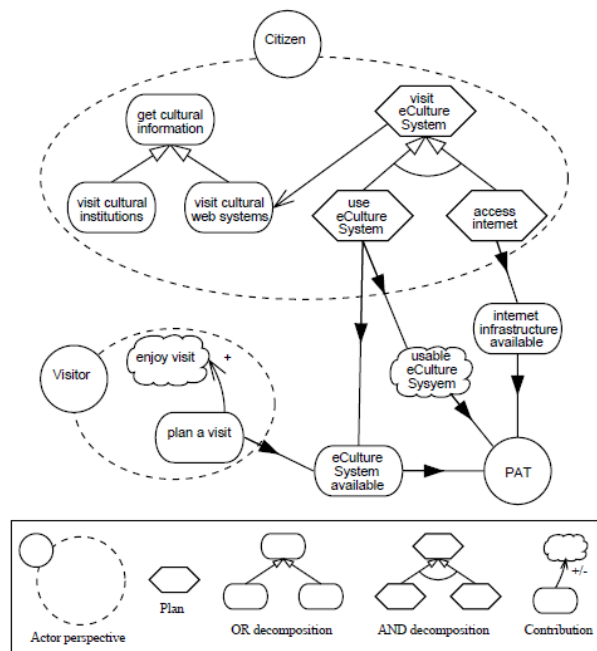 Citizen
get cultural
information
visit
eCulture
System
visit cultural
institutions
visit cultural
web systems
use
eCulture
System
access
internet
internet
infrastructure
available
enjoy visit
+
Visitor
usable
eCulture
Sysyem
plan a visit
eCulture
System
available
PAT
+/-
Actor perspective
Plan
OR decomposition
AND decomposition
Contribution